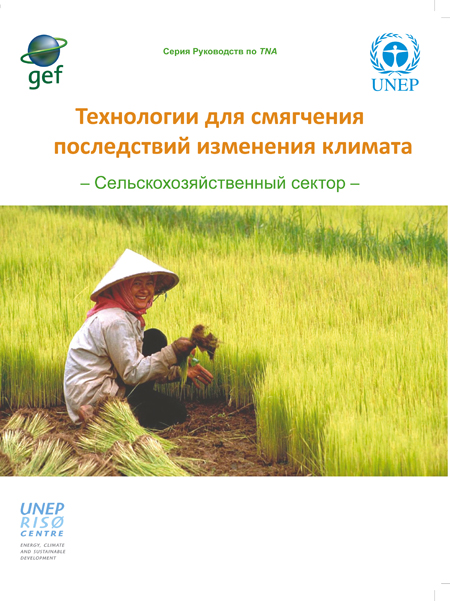 gef
Серия Руководств по TNA
UNEP
Технологии для смягчения
последствий изменения климата
– Сельскохозяйственный сектор –
UNEP
RISØ
CENTRE
ENERGY, CLIMATE
AND SUSTAINABLE
DEVELOPMENT